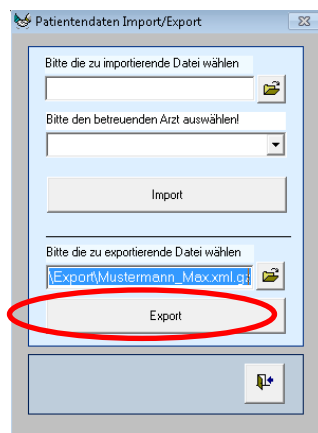 Patientendaten Import/Export
Bitte die zu importierende Datei wählen
Bitte den betreuenden Arzt auswählen!
Import
Bitte die zu exportierende Datei wählen
\Export\Mustermann_Max.xml.gz
Export